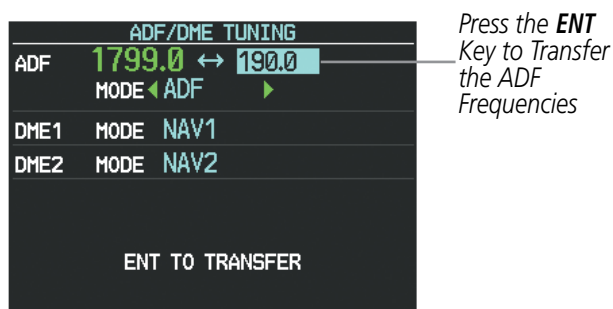 ADF/DME TUNING
ADF 1799.0 ↔ 190.0
MODE ADF
DME1 MODE NAV1
DME2 MODE NAV2
ENT TO TRANSFER
Press the ENT
Key to Transfer
the ADF
Frequencies